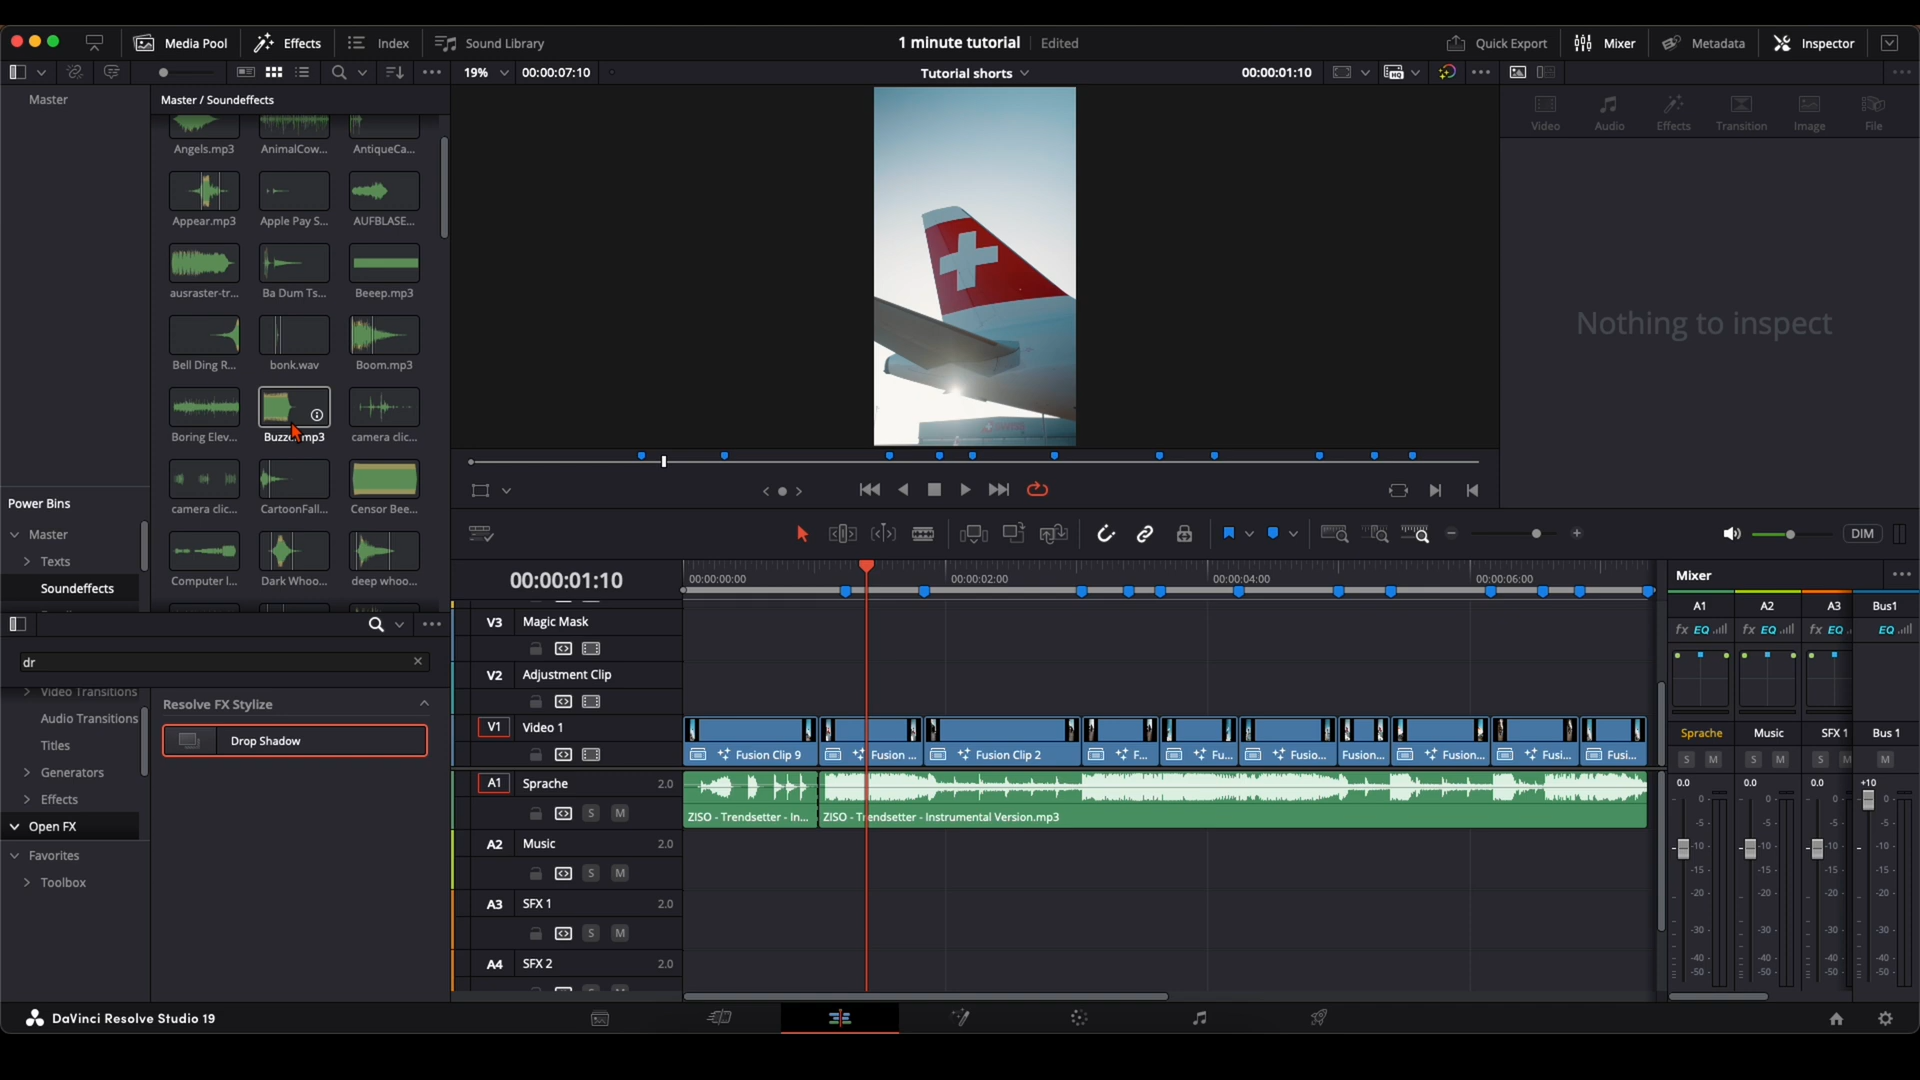 Media Pool
Effects
Index
Sound Library
1 minute tutorial
Edited
Quick Export
Mixer
Metadata
Inspector
19%
00:00:07:10
Tutorial shorts
00:00:01:10
Master
Master / Soundeffects
Angels.mp3
AnimalCow...
AntiqueCa...
Appear.mp3
Apple Pay S...
AUFBLASE...
ausraster-tr...
Ba Dum Ts...
Beeep.mp3
Bell Ding R...
bonk.wav
Boom.mp3
Boring Elev...
camera clic...
camera clic...
CartoonFall...
Censor Bee...
Computer I...
Dark Whoo...
deep whoo...
Power Bins
Master
Texts
Soundeffects
Video
Audio
Effects
Transition
Image
File
Nothing to inspect
DIM
dr
Video Transitions
Audio Transitions
Titles
Generators
Effects
Open FX
Favorites
Toolbox
Resolve FX Stylize
Drop Shadow
00:00:01:10
00:00:00:00
00:00:02:00
00:00:04:00
00:00:06:00
V3 Magic Mask
V2 Adjustment Clip
V1 Video 1
Fusion Clip 9
Fusion ...
Fusion Clip 2
F...
Fu...
Fusio...
Fusion...
Fusion...
Fusi...
Fusi...
A1 Sprache 2.0
S M
ZISO - Trendsetter - In...
ZISO - Trendsetter - Instrumental Version.mp3
A2 Music 2.0
S M
A3 SFX 1 2.0
S M
A4 SFX 2 2.0
Mixer
A1 A2 A3 Bus1
fx EQ fx EQ fx EQ EQ
Sprache Music SFX 1 Bus 1
S M S M S M M
0.0 0.0 0.0 +10
0- 0- 0- 0-
-5- -5- -5- -5-
-10- -10- -10- -10-
-15- -15- -15- -15-
-20- -20- -20- -20-
-30- -30- -30- -30-
-40- -40- -40- -40-
-50- -50- -50- -50-
DaVinci Resolve Studio 19